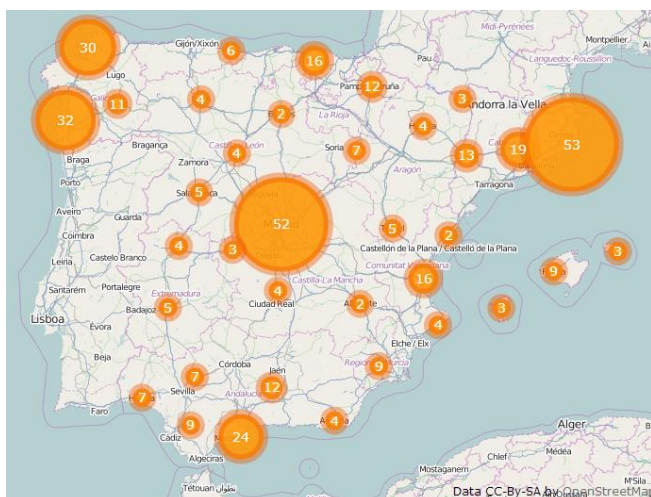 Midi-Pyrénées
Montpellier
Languedoc-Roussillon
Gijón/Xixón
Pau
30
6
16
Lugo
12
3
Andorra la Vella
11
4
2
La Rioja
4
32
53
Bragança
Castilla y León
4
Soria
7
13
19
Braga
Porto
Zamora
Aragón
Tarragona
5
Aveiro
Guarda
52
5
2
Coimbra
4
3
Castellón de la Plana / Castelló de la Plana
3
Leiria
Castelo Branco
9
Castilla-La Mancha
16
Santarém
Portalegre
4
Ciudad Real
2
3
Extremadura
5
Badajoz
Lisboa
4
Évora
Elche / Elx
Beja
Córdoba
Jaén
9
7
12
Sevilla
7
Andalucía
Faro
9
24
4
Cádiz
Alger
Algeciras
Médéa
Chlef
Mostaganem
M'Sila
Tétouan تطوان
Data CC-By-SA by OpenStreetMap